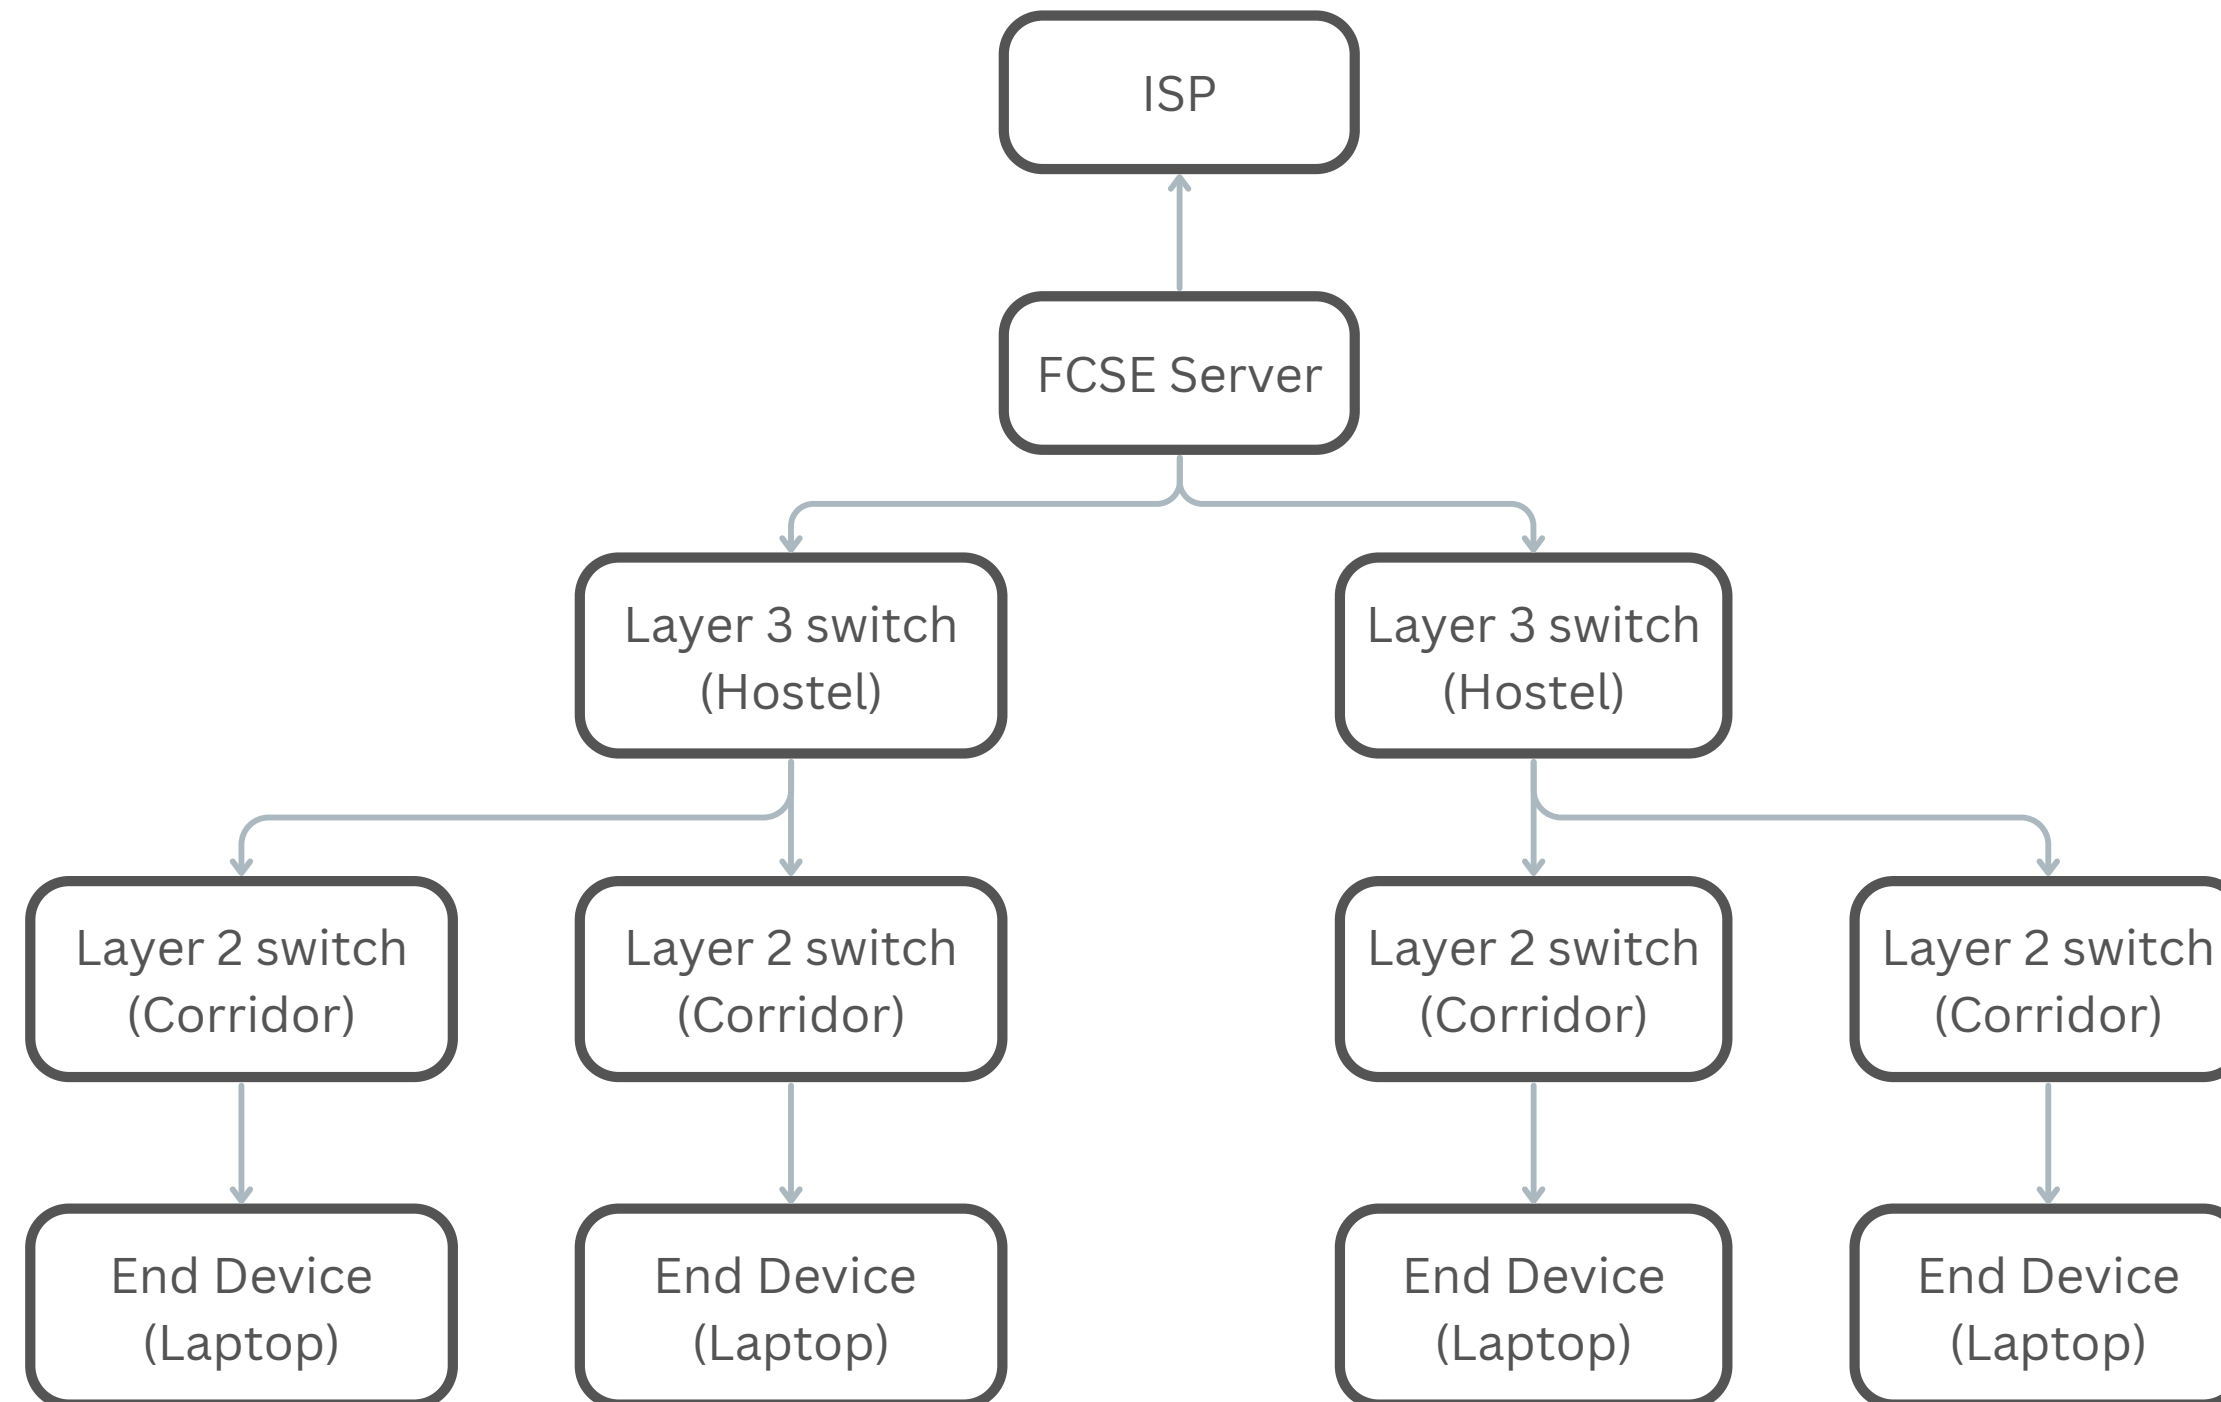 ISP
FCSE Server
Layer 3 switch
(Hostel)
Layer 3 switch
(Hostel)
Layer 2 switch
(Corridor)
Layer 2 switch
(Corridor)
Layer 2 switch
(Corridor)
Layer 2 switch
(Corridor)
End Device
(Laptop)
End Device
(Laptop)
End Device
(Laptop)
End Device
(Laptop)